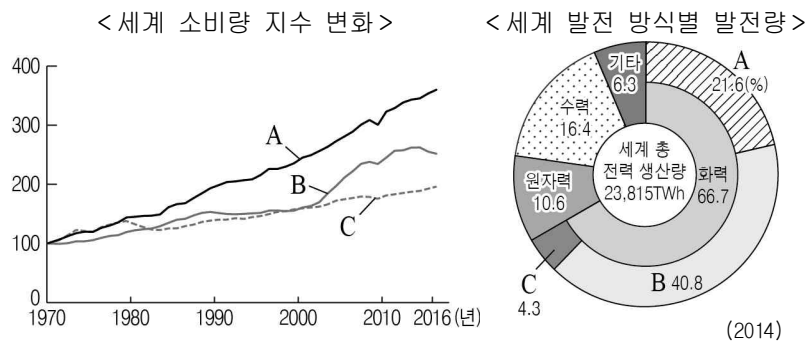 <세계 소비량 지수 변화>
400
300
200
100
0
1970
1980
1990
2000
2010
2016(년)
A
B
C
<세계 발전 방식별 발전량>
기타
6.3
A
21.6(%)
수력
16.4
세계 총
전력 생산량
23,815TWh
화력
66.7
원자력
10.6
C
4.3
B 40.8
(2014)